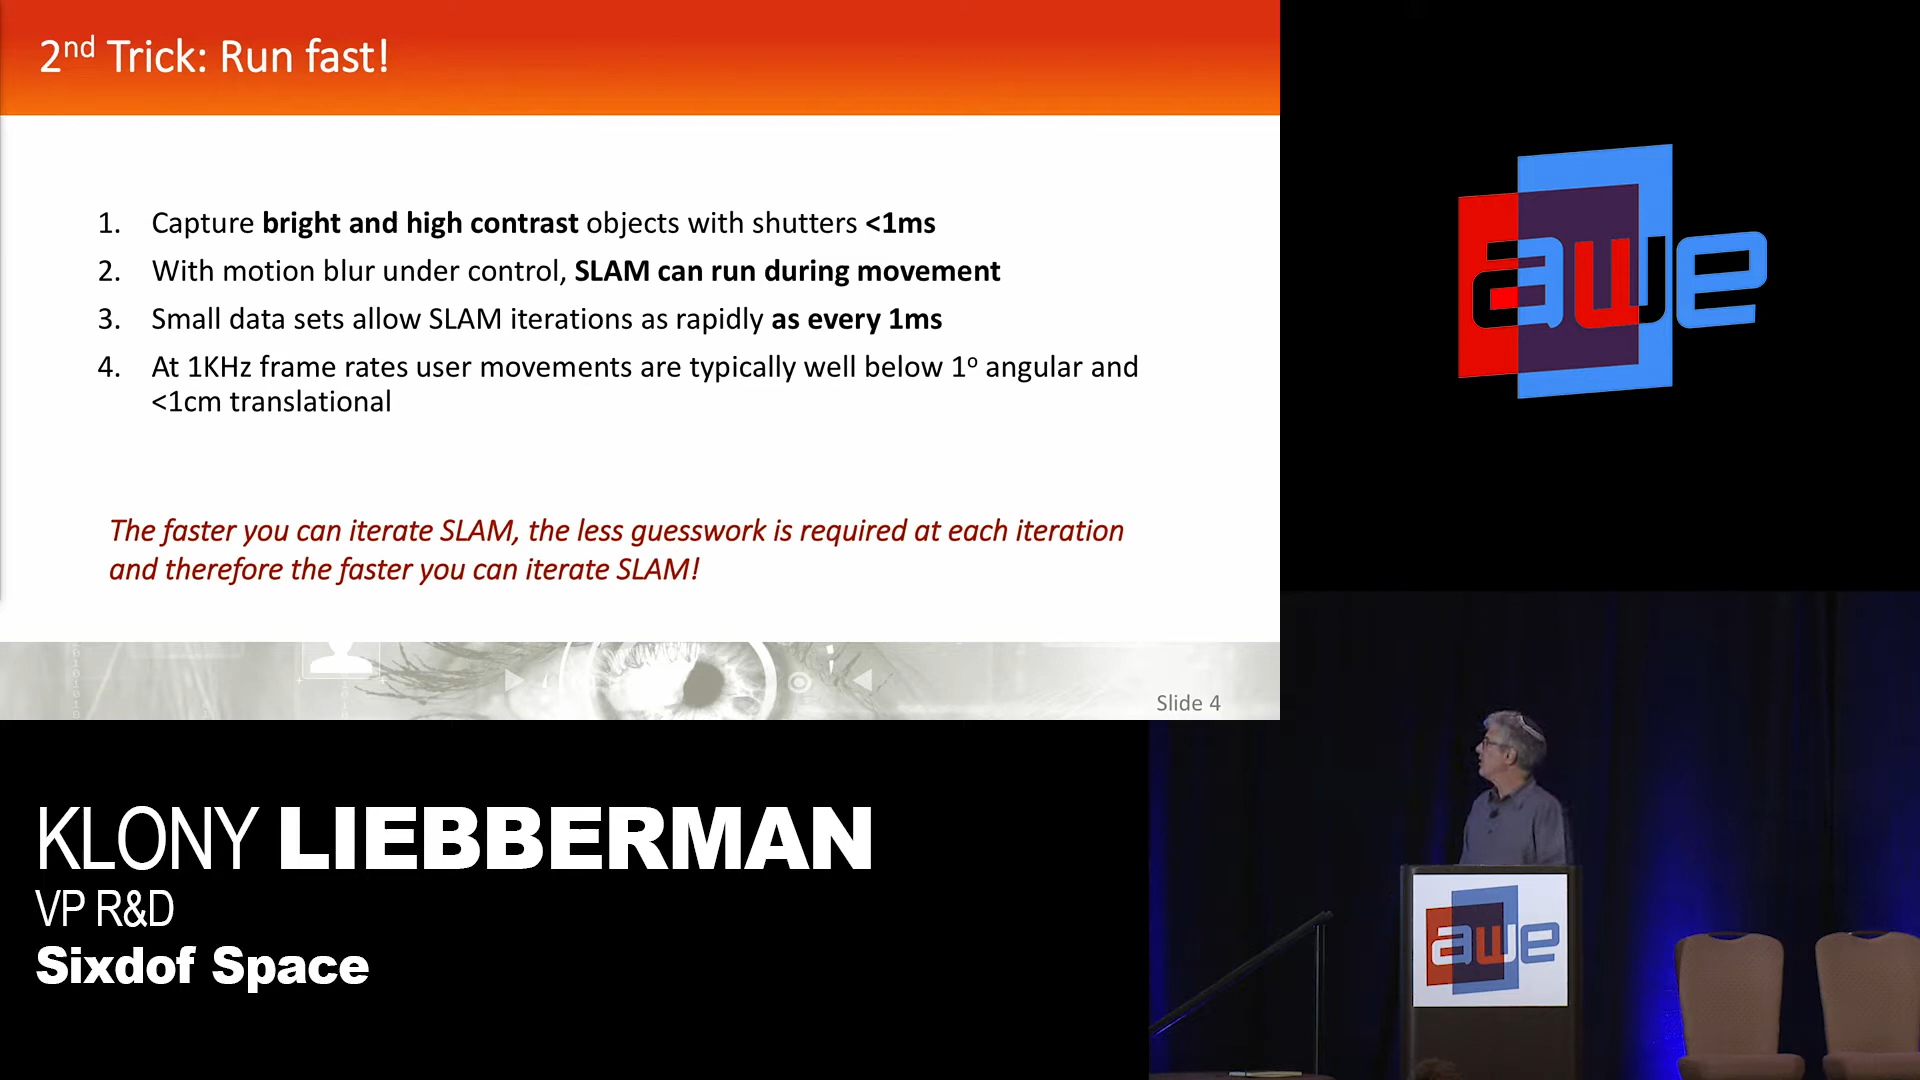 2nd Trick: Run fast!
1. Capture bright and high contrast objects with shutters <1ms
2. With motion blur under control, SLAM can run during movement
3. Small data sets allow SLAM iterations as rapidly as every 1ms
4. At 1KHz frame rates user movements are typically well below 1º angular and
<1cm translational
The faster you can iterate SLAM, the less guesswork is required at each iteration
and therefore the faster you can iterate SLAM!
Slide 4
awe
KLONY LIEBBERMAN
VP R&D
Sixdof Space
awe